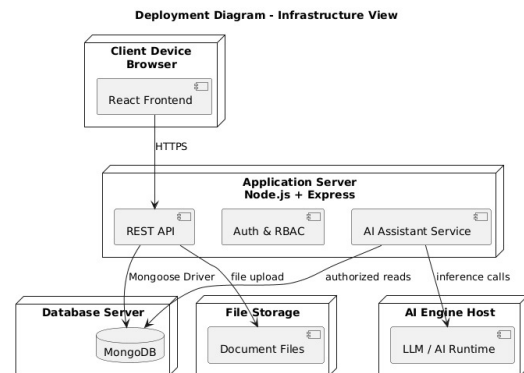 Deployment Diagram - Infrastructure View
Client Device
Browser
React Frontend
HTTPS
Application Server
Node.js + Express
REST API
Auth & RBAC
AI Assistant Service
Mongoose Driver
file upload
authorized reads
inference calls
Database Server
File Storage
AI Engine Host
MongoDB
Document Files
LLM / AI Runtime